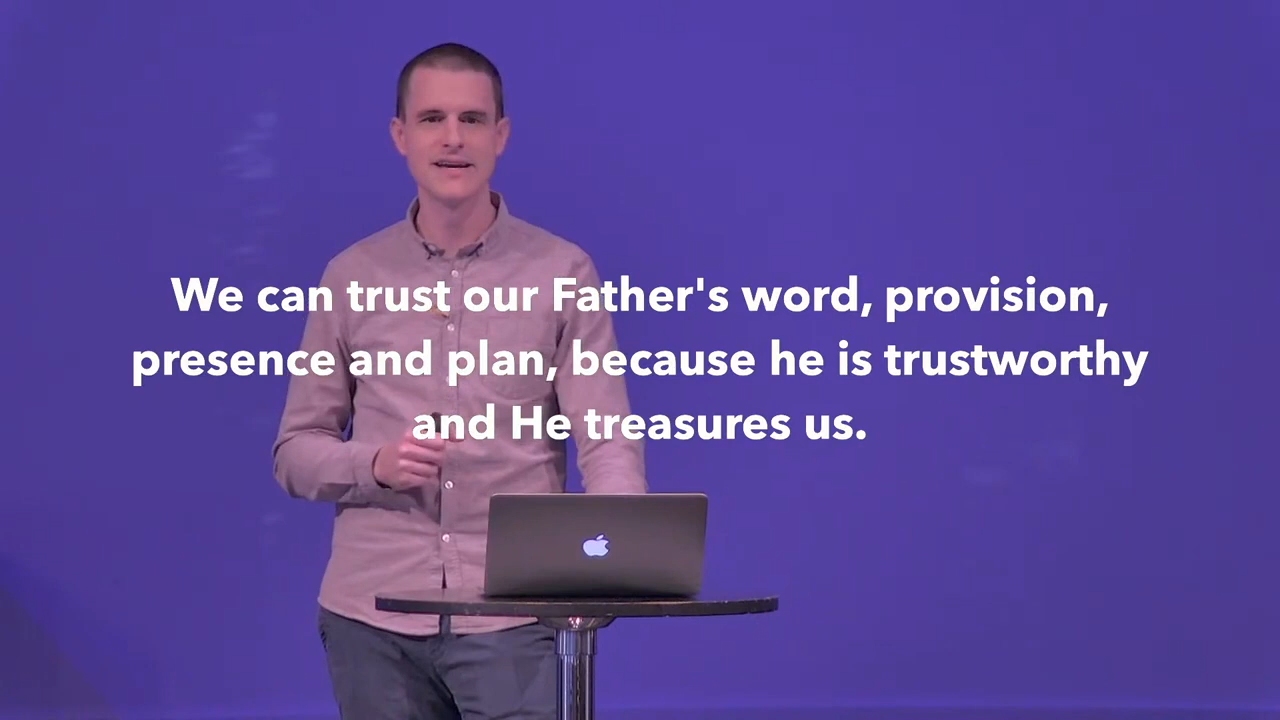 We can trust our Father's word, provision,
presence and plan, because he is trustworthy
and He treasures us.